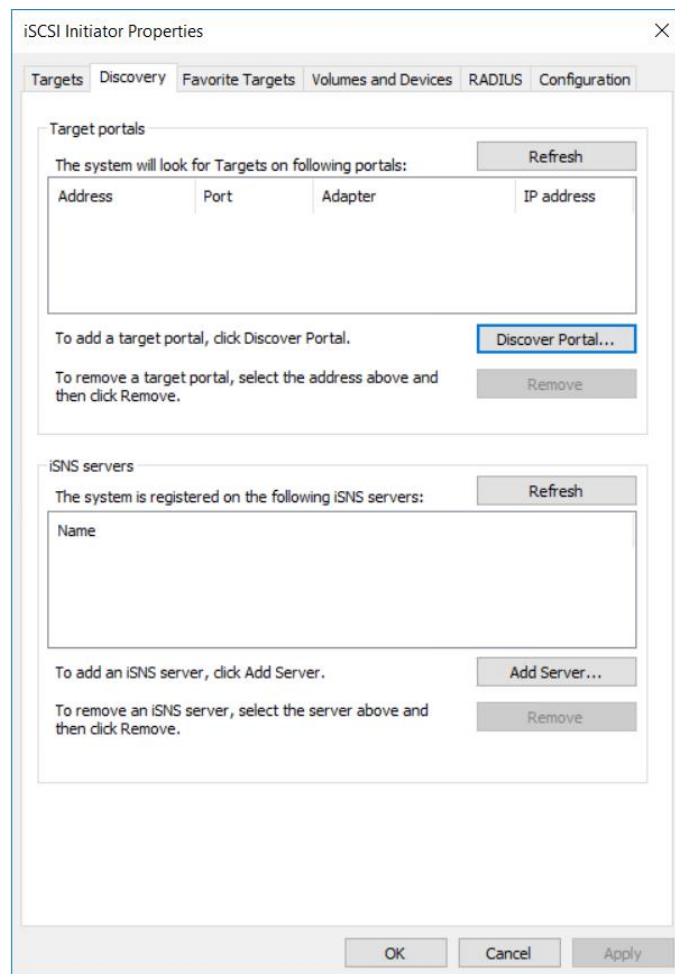 iSCSI Initiator Properties
Targets Discovery Favorite Targets Volumes and Devices RADIUS Configuration
Target portals
The system will look for Targets on following portals:
Refresh
Address Port Adapter IP address
To add a target portal, click Discover Portal.
Discover Portal...
To remove a target portal, select the address above and
then click Remove.
Remove
iSNS servers
The system is registered on the following iSNS servers:
Refresh
Name
To add an iSNS server, click Add Server.
Add Server...
To remove an iSNS server, select the server above and
then click Remove.
Remove
OK Cancel Apply